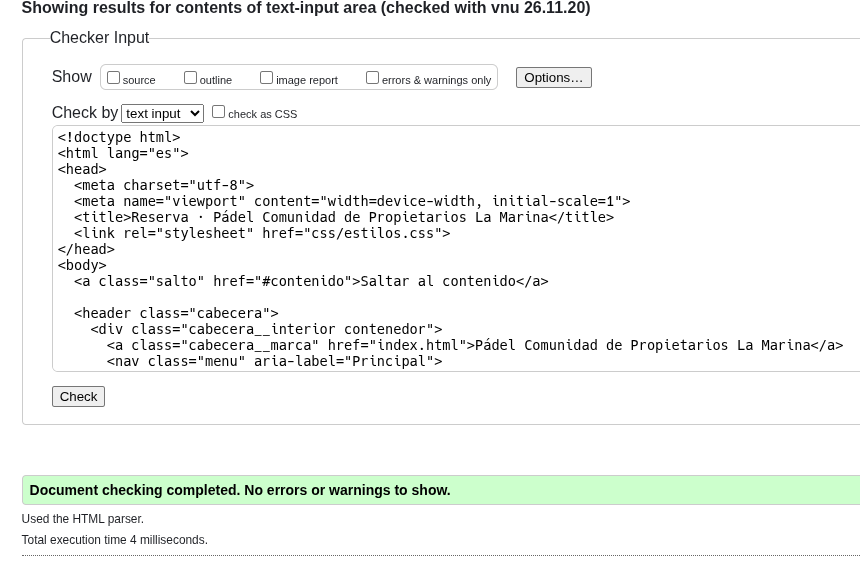 Showing results for contents of text-input area (checked with vnu 26.11.20)
Checker Input
Show source outline image report errors & warnings only Options...
Check by text input check as CSS
<!doctype html>
<html lang="es">
<head>
  <meta charset="utf-8">
  <meta name="viewport" content="width=device-width, initial-scale=1">
  <title>Reserva · Pádel Comunidad de Propietarios La Marina</title>
  <link rel="stylesheet" href="css/estilos.css">
</head>
<body>
  <a class="salto" href="#contenido">Saltar al contenido</a>

  <header class="cabecera">
    <div class="cabecera__interior contenedor">
      <a class="cabecera__marca" href="index.html">Pádel Comunidad de Propietarios La Marina</a>
      <nav class="menu" aria-label="Principal">
Check
Document checking completed. No errors or warnings to show.
Used the HTML parser.
Total execution time 4 milliseconds.